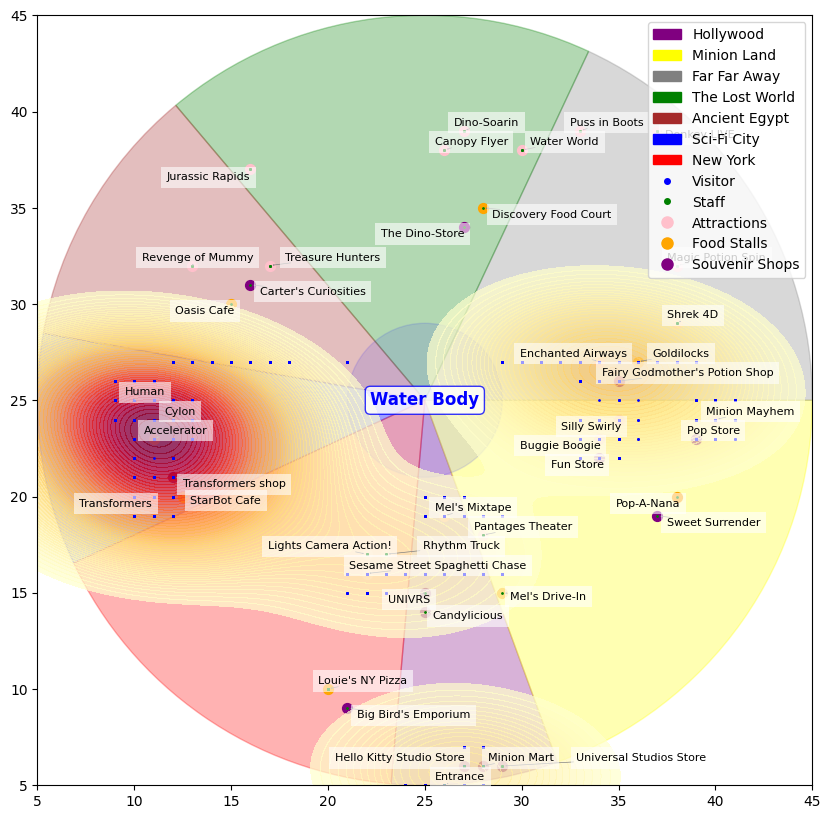 45
40
35
30
25
20
15
10
5
5
10
15
20
25
30
35
40
45
Hollywood
Minion Land
Far Far Away
The Lost World
Ancient Egypt
Sci-Fi City
New York
Visitor
Staff
Attractions
Food Stalls
Souvenir Shops
Dino-Soarin
Puss in Boots
Canopy Flyer
Water World
Donkey LIVE
Jurassic Rapids
Discovery Food Court
The Dino-Store
Revenge of Mummy
Treasure Hunters
Magic Potion Spin
Carter's Curiosities
Oasis Cafe
Shrek 4D
Enchanted Airways
Goldilocks
Fairy Godmother's Potion Shop
Human
Water Body
Cylon
Minion Mayhem
Accelerator
Silly Swirly
Pop Store
Buggie Boogie
Fun Store
Transformers shop
Transformers
StarBot Cafe
Mel's Mixtape
Pop-A-Nana
Pantages Theater
Sweet Surrender
Lights Camera Action!
Rhythm Truck
Sesame Street Spaghetti Chase
UNIVRS
Mel's Drive-In
Candylicious
Louie's NY Pizza
Big Bird's Emporium
Hello Kitty Studio Store
Minion Mart
Universal Studios Store
Entrance